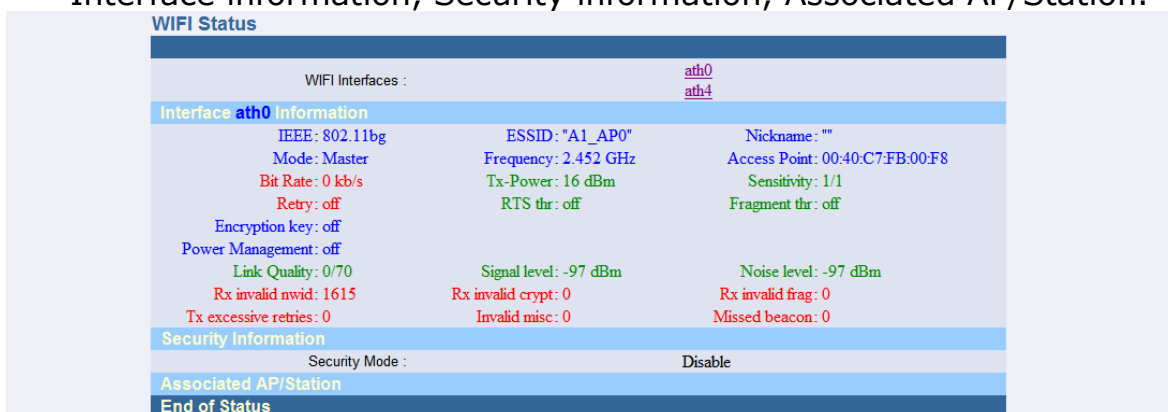 Interface information, Security information, Associated AP/Station.
WIFI Status
WIFI Interfaces : ath0
ath4
Interface ath0 Information
IEEE: 802.11bg ESSID: "A1_AP0" Nickname: ""
Mode: Master Frequency: 2.452 GHz Access Point: 00:40:C7:FB:00:F8
Bit Rate: 0 kb/s Tx-Power: 16 dBm Sensitivity: 1/1
Retry: off RTS thr: off Fragment thr: off
Encryption key: off
Power Management: off
Link Quality: 0/70 Signal level: -97 dBm Noise level: -97 dBm
Rx invalid nwid: 1615 Rx invalid crypt: 0 Rx invalid frag: 0
Tx excessive retries: 0 Invalid misc: 0 Missed beacon: 0
Security Information
Security Mode : Disable
Associated AP/Station
End of Status